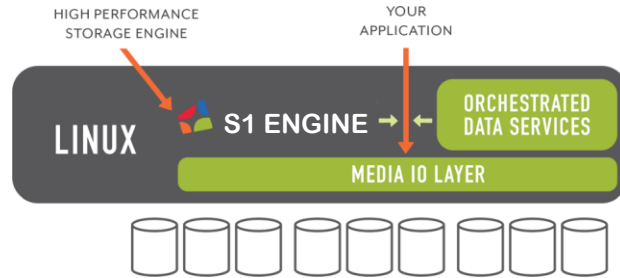 HIGH PERFORMANCE
STORAGE ENGINE
YOUR
APPLICATION
LINUX
S1 ENGINE
ORCHESTRATED
DATA SERVICES
MEDIA IO LAYER